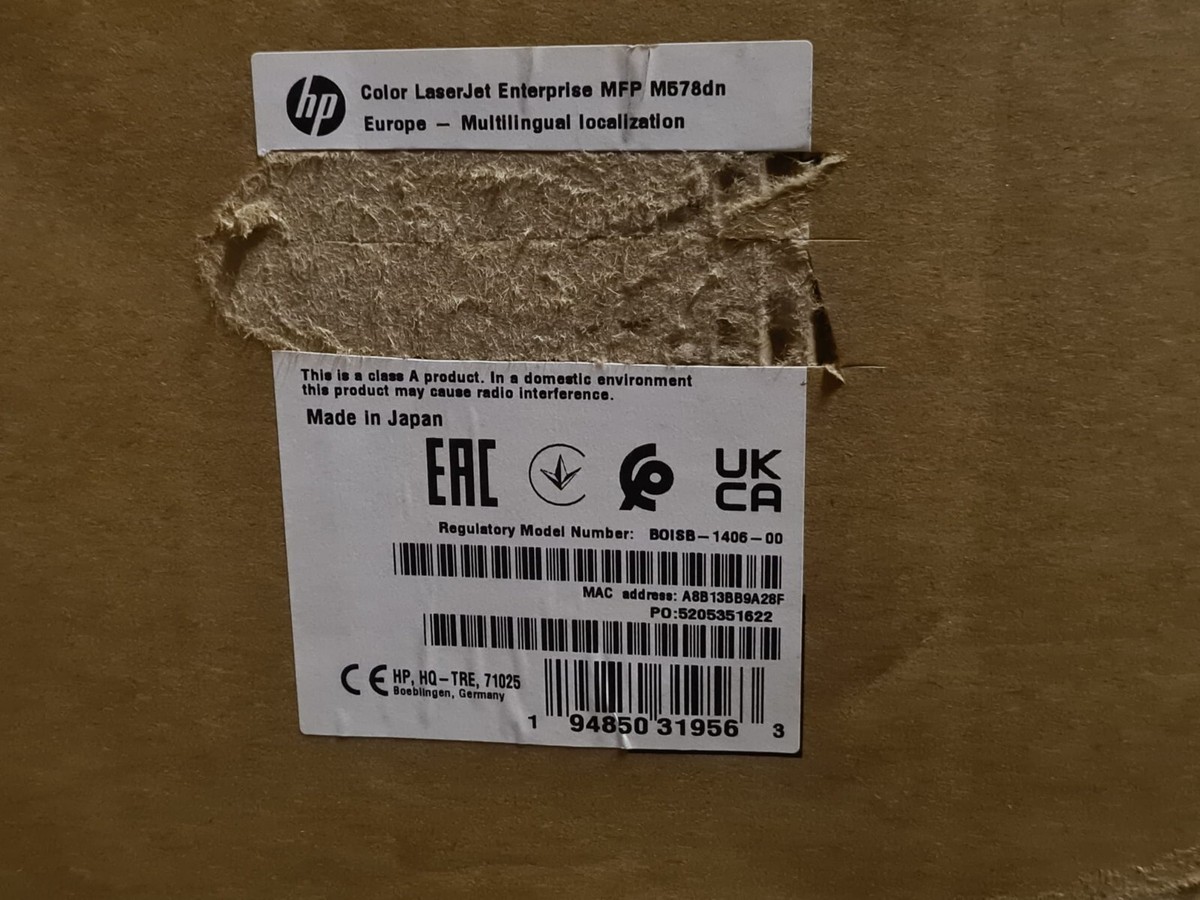 hp
Color LaserJet Enterprise MFP M578dn
Europe – Multilingual localization
This is a class A product. In a domestic environment
this product may cause radio interference.
Made in Japan
EAC
UK
CA
Regulatory Model Number: BOISB-1406-00
MAC address: A8B13BB9A28F
PO:5205351622
CE HP, HQ-TRE, 71025
Boeblingen, Germany
1 94850 31956 3